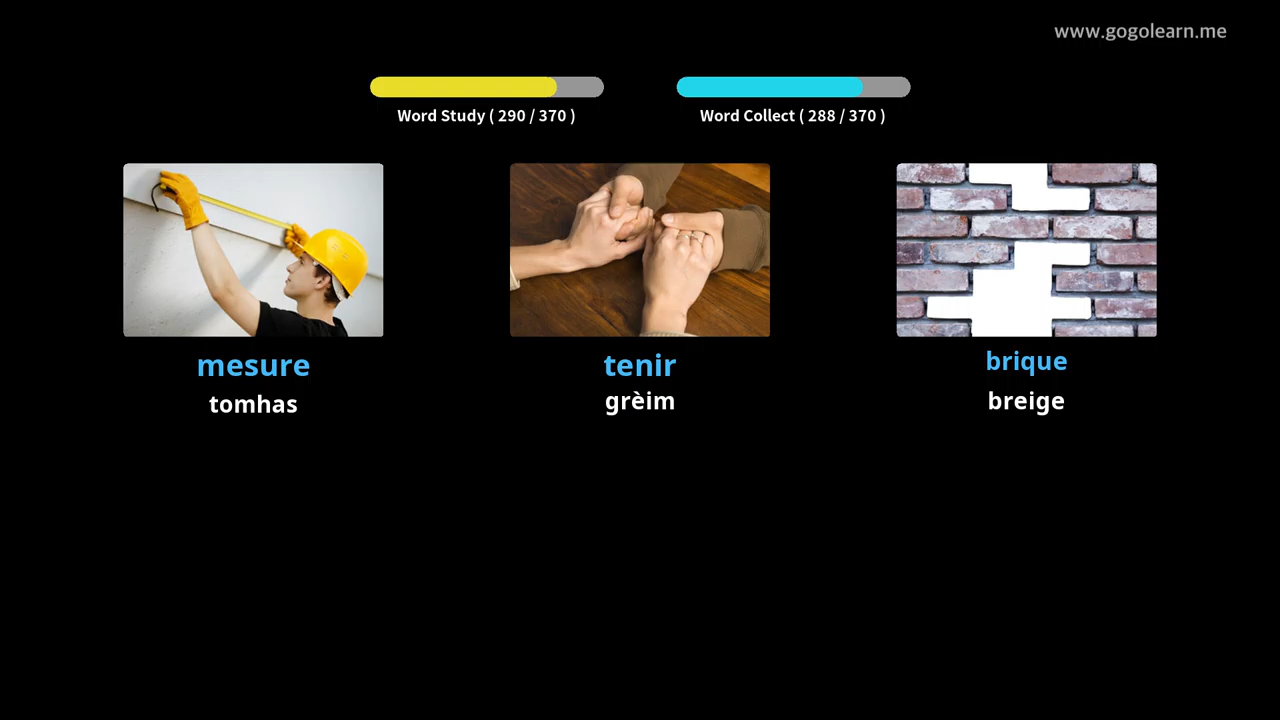 www.gogolearn.me
Word Study ( 290 / 370 )
Word Collect ( 288 / 370 )
mesure
tomhas
tenir
grèim
brique
breige